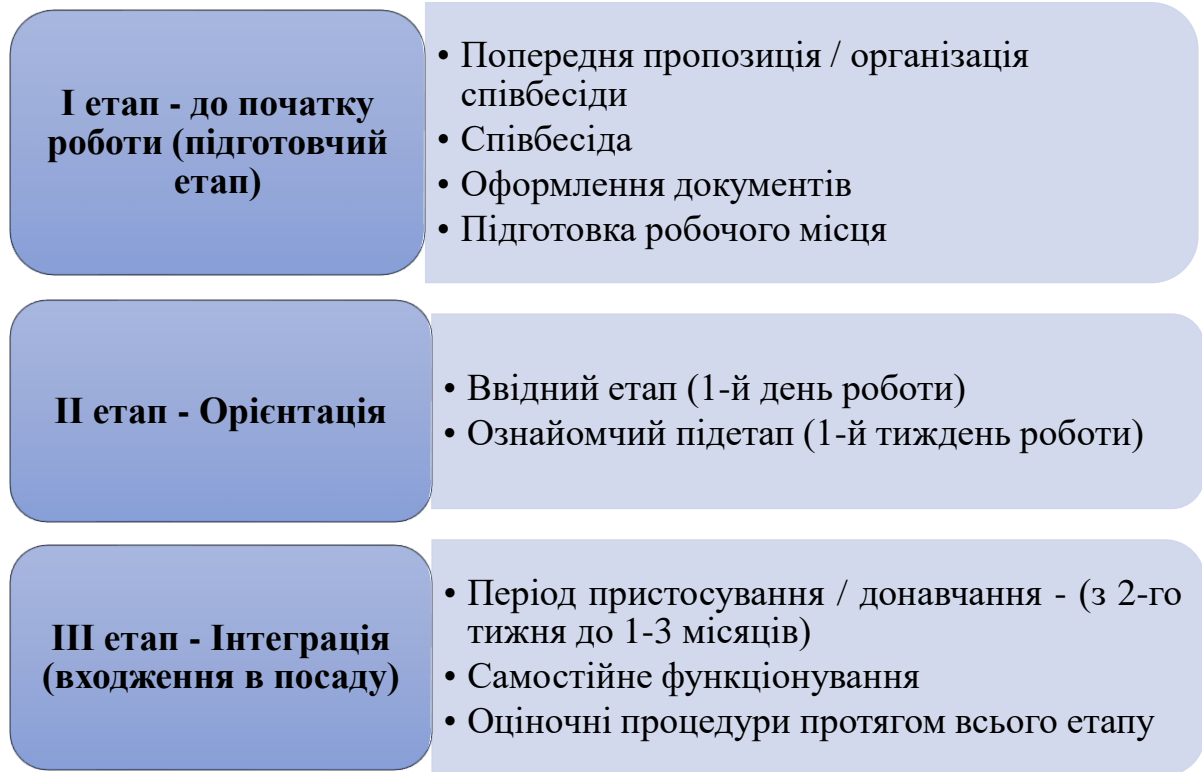 І етап - до початку
роботи (підготовчий
етап)
• Попередня пропозиція / організація
співбесіди
• Співбесіда
• Оформлення документів
• Підготовка робочого місця
ІІ етап - Орієнтація
• Ввідний етап (1-й день роботи)
• Ознайомчий підетап (1-й тиждень роботи)
ІІІ етап - Інтеграція
(входження в посаду)
• Період пристосування / донавчання - (з 2-го
тижня до 1-3 місяців)
• Самостійне функціонування
• Оціночні процедури протягом всього етапу